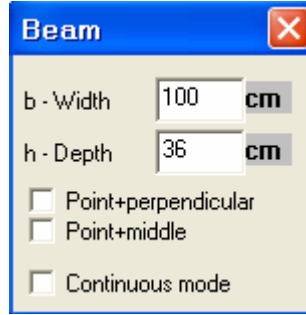 Beam
b - Width 100 cm
h - Depth 36 cm
Point+perpendicular
Point+middle
Continuous mode